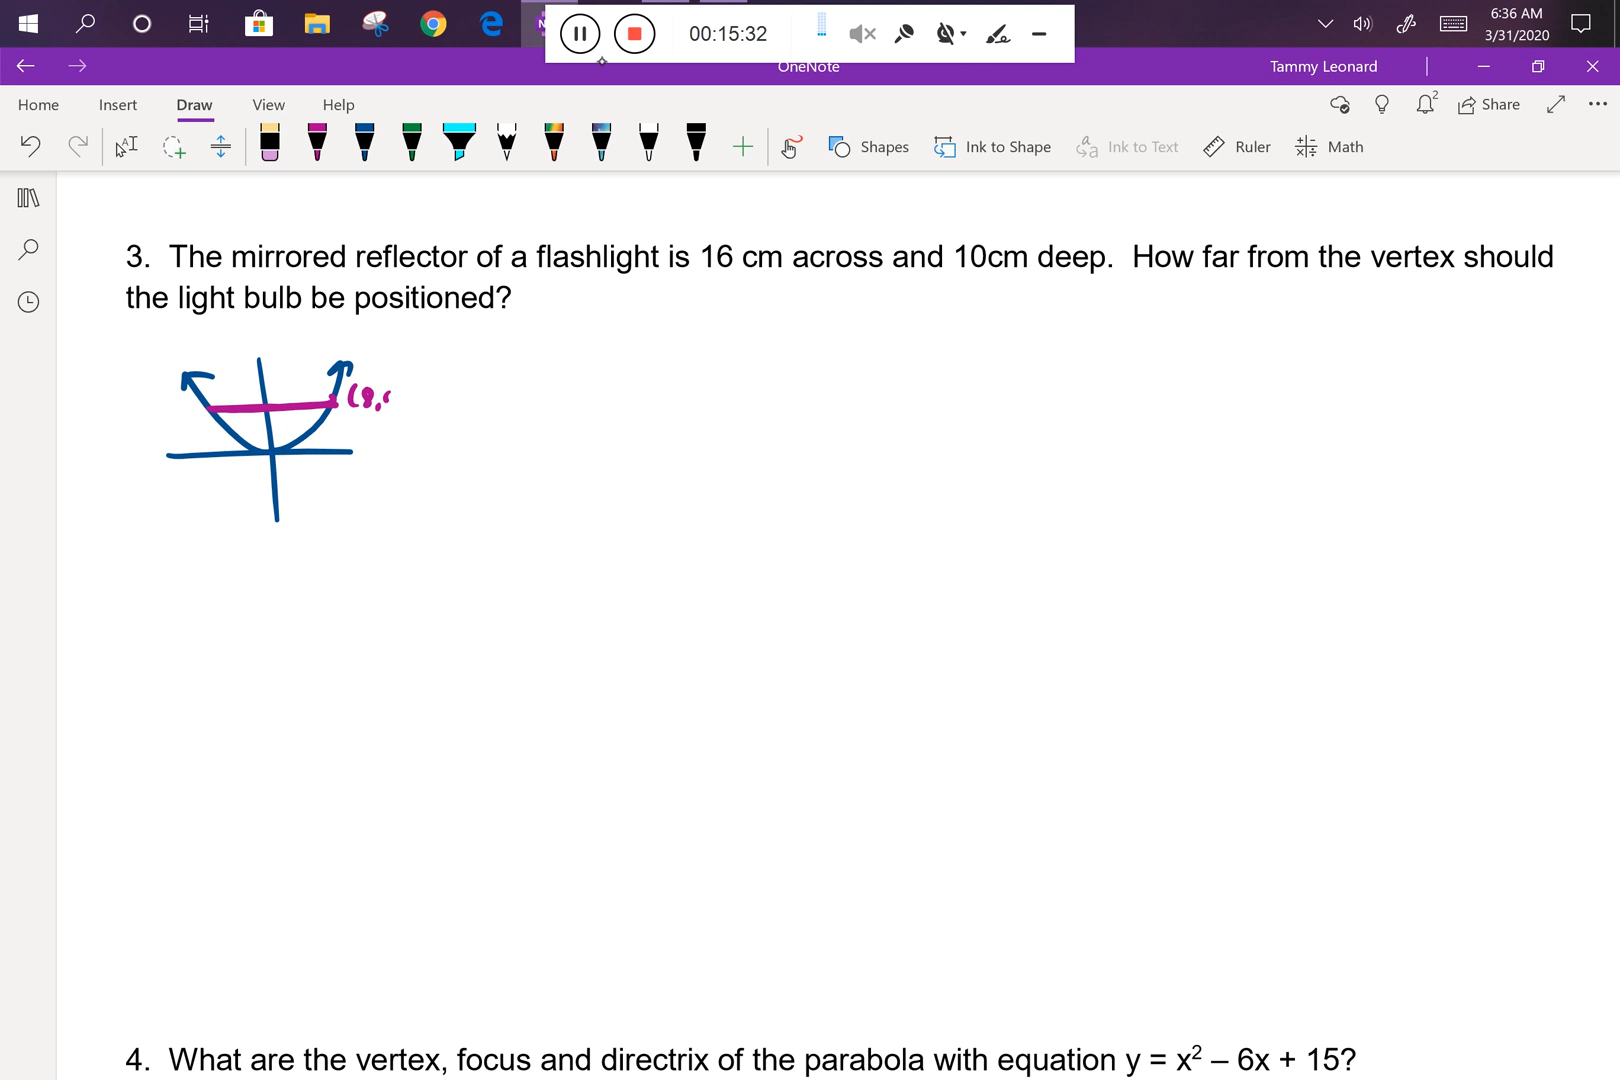 00:15:32
6:36 AM
3/31/2020
OneNote
Tammy Leonard
Home Insert Draw View Help
2
Share
Shapes Ink to Shape Ink to Text Ruler Math
3. The mirrored reflector of a flashlight is 16 cm across and 10cm deep. How far from the vertex should
the light bulb be positioned?
(8,
4. What are the vertex, focus and directrix of the parabola with equation y = x² – 6x + 15?